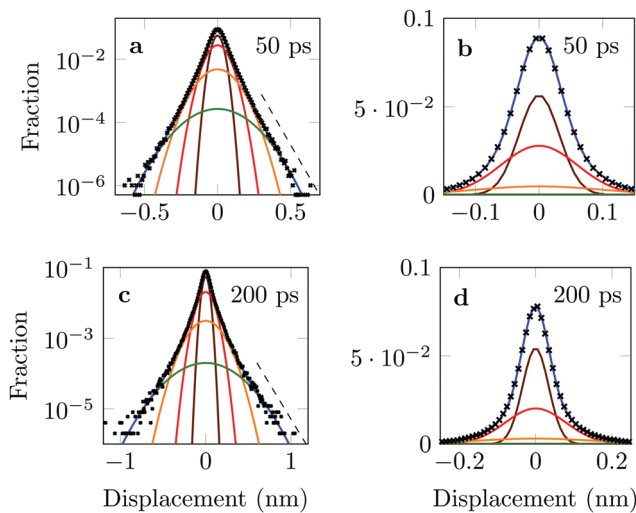 a 50 ps
b 50 ps
Fraction
10⁻²
10⁻⁴
10⁻⁶
−0.5 0 0.5
0.1
5 · 10⁻²
0
−0.1 0 0.1
c 200 ps
d 200 ps
Fraction
10⁻¹
10⁻³
10⁻⁵
−1 0 1
0.1
5 · 10⁻²
0
−0.2 0 0.2
Displacement (nm)
Displacement (nm)